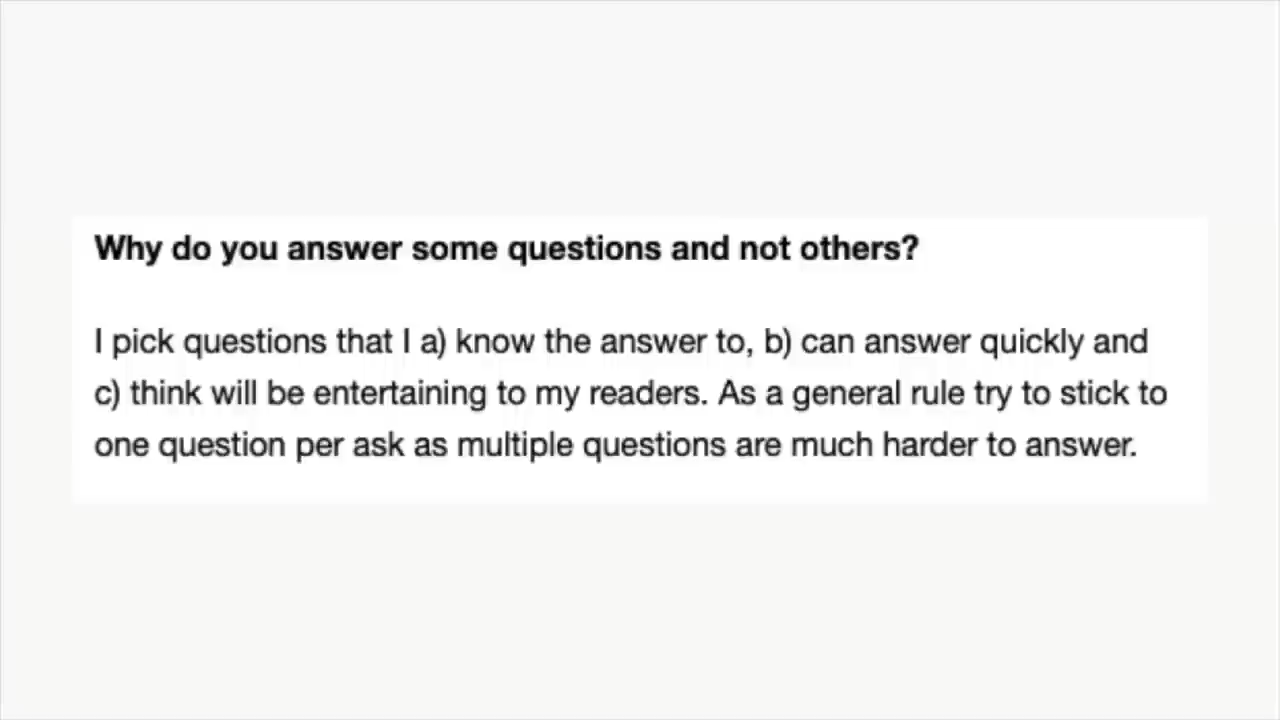 Why do you answer some questions and not others?
I pick questions that I a) know the answer to, b) can answer quickly and
c) think will be entertaining to my readers. As a general rule try to stick to
one question per ask as multiple questions are much harder to answer.